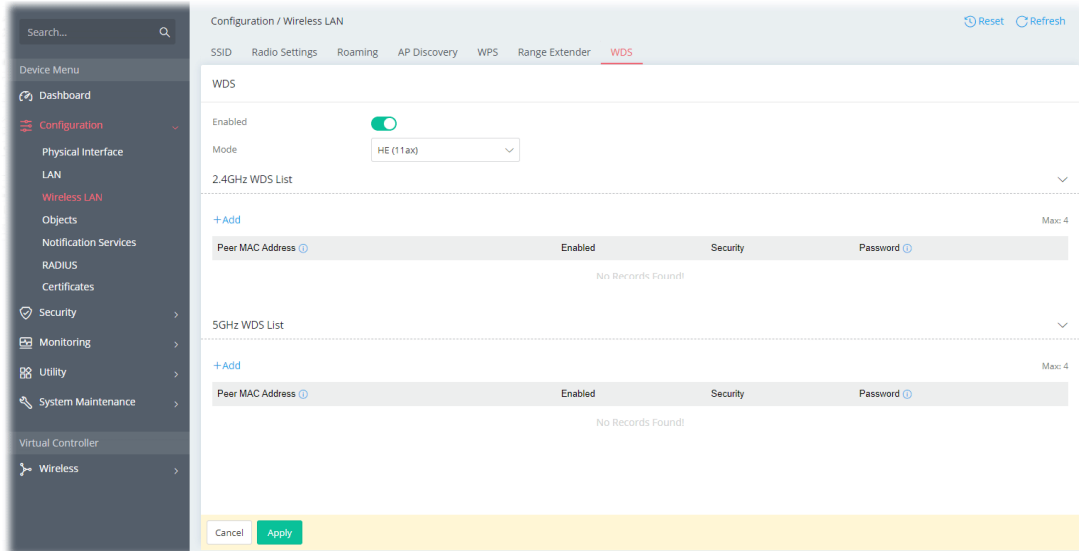 Search...
Device Menu
Dashboard
Configuration
Physical Interface
LAN
Wireless LAN
Objects
Notification Services
RADIUS
Certificates
Security
Monitoring
Utility
System Maintenance
Virtual Controller
Wireless
Configuration / Wireless LAN
Reset Refresh
SSID Radio Settings Roaming AP Discovery WPS Range Extender WDS
WDS
Enabled
Mode HE (11ax)
2.4GHz WDS List
+Add Max: 4
Peer MAC Address Enabled Security Password
No Records Found!
5GHz WDS List
+Add Max: 4
Peer MAC Address Enabled Security Password
No Records Found!
Cancel Apply